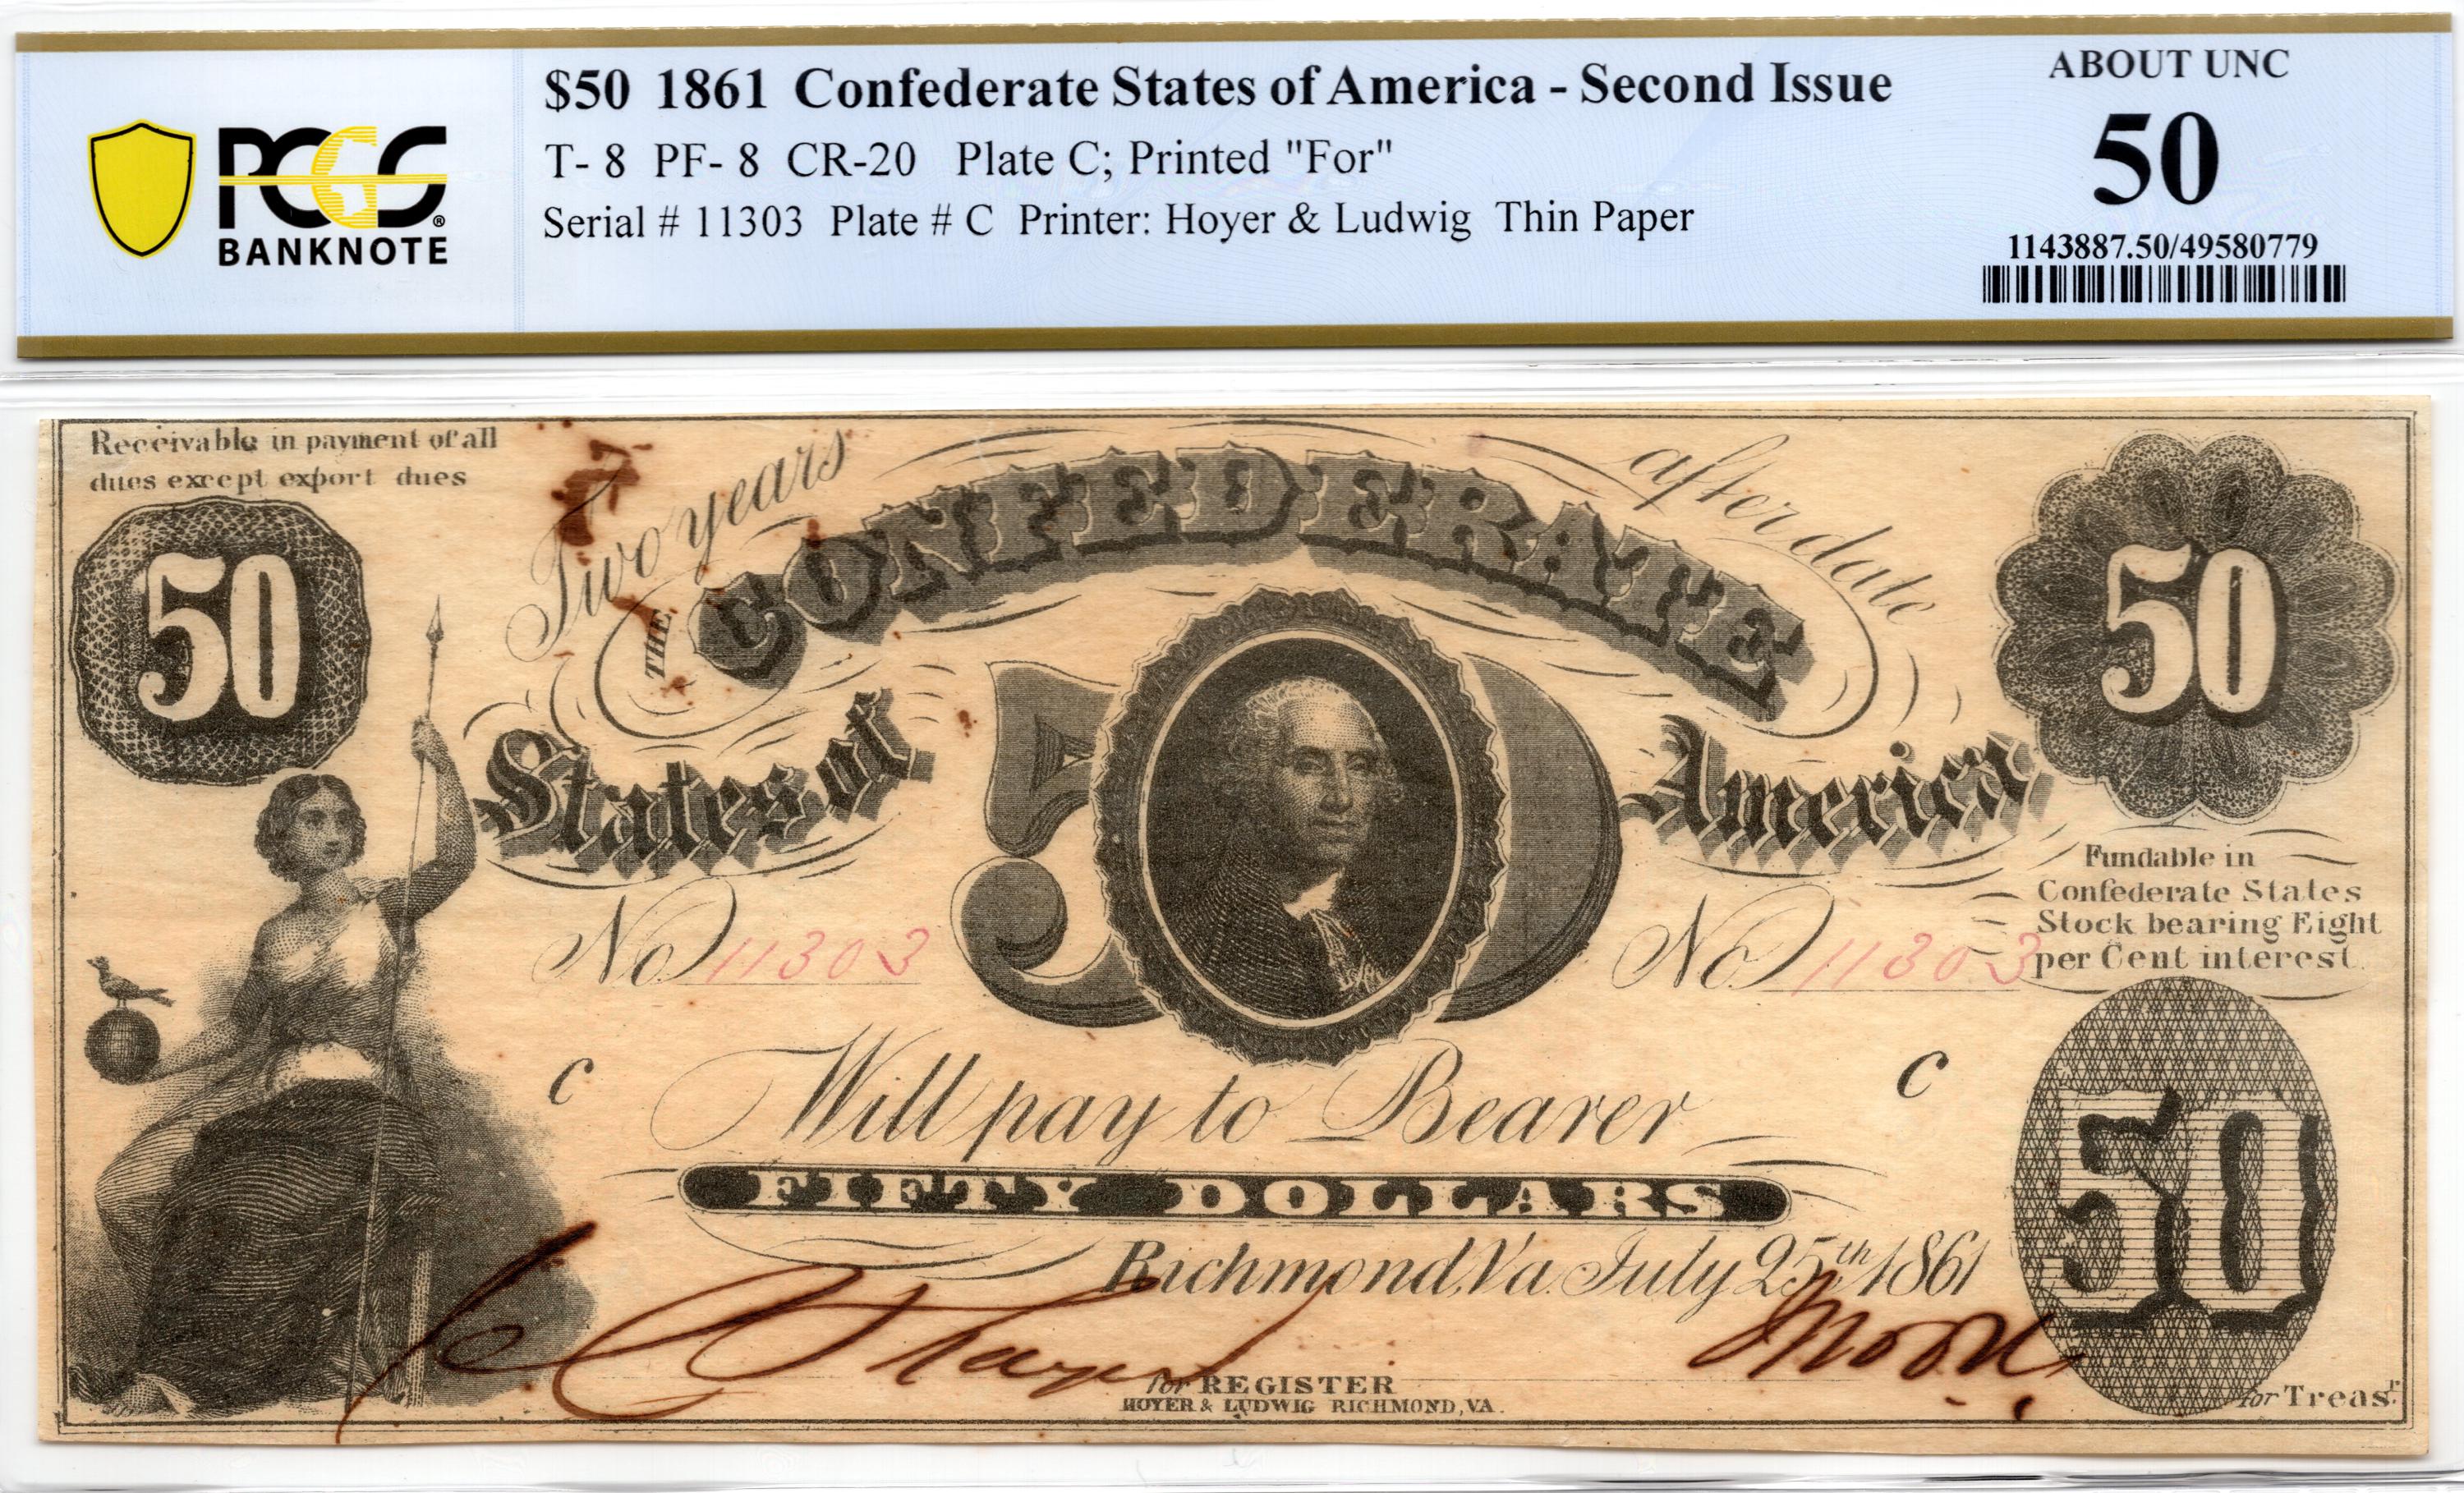 PCGS®
BANKNOTE
$50 1861 Confederate States of America - Second Issue
T- 8 PF- 8 CR-20 Plate C; Printed "For"
Serial # 11303 Plate # C Printer: Hoyer & Ludwig Thin Paper
ABOUT UNC
50
1143887.50/49580779
Receivable in payment of all
dues except export dues
Two years after date
50
THE CONFEDERATE
50
States of 50 America
Fundable in
Confederate States
Stock bearing Eight
per Cent interest
No 11303
No 11303
C
Will pay to Bearer
C
FIFTY DOLLARS
50
Richmond, Va. July 25th 1861
for REGISTER
HOYER & LUDWIG RICHMOND, VA.
for Treasr.